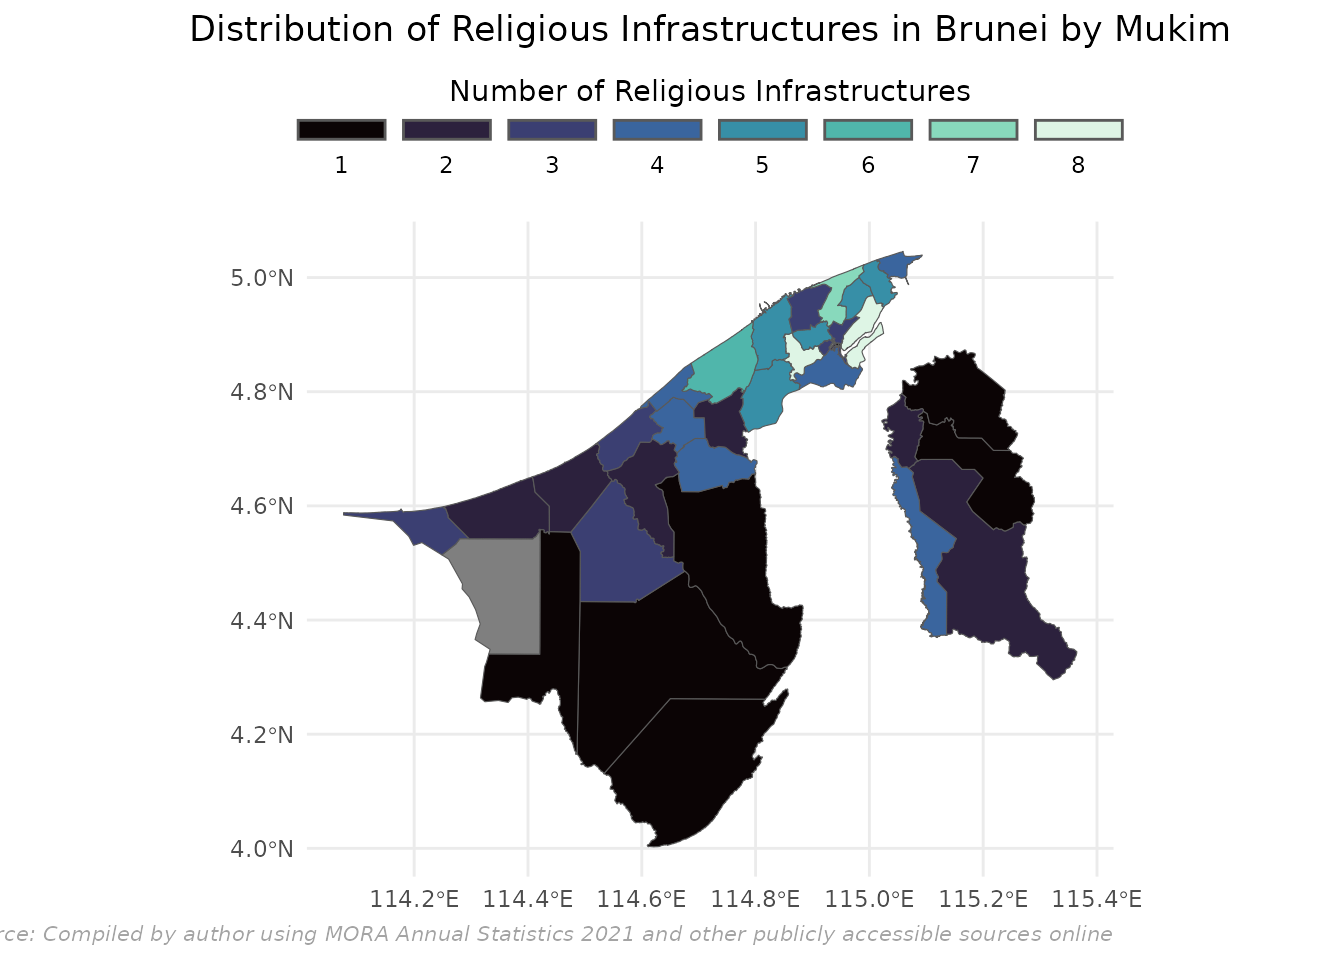 Distribution of Religious Infrastructures in Brunei by Mukim
Number of Religious Infrastructures
1 2 3 4 5 6 7 8
5.0°N
4.8°N
4.6°N
4.4°N
4.2°N
4.0°N
114.2°E 114.4°E 114.6°E 114.8°E 115.0°E 115.2°E 115.4°E
Compiled by author using MORA Annual Statistics 2021 and other publicly accessible sources online